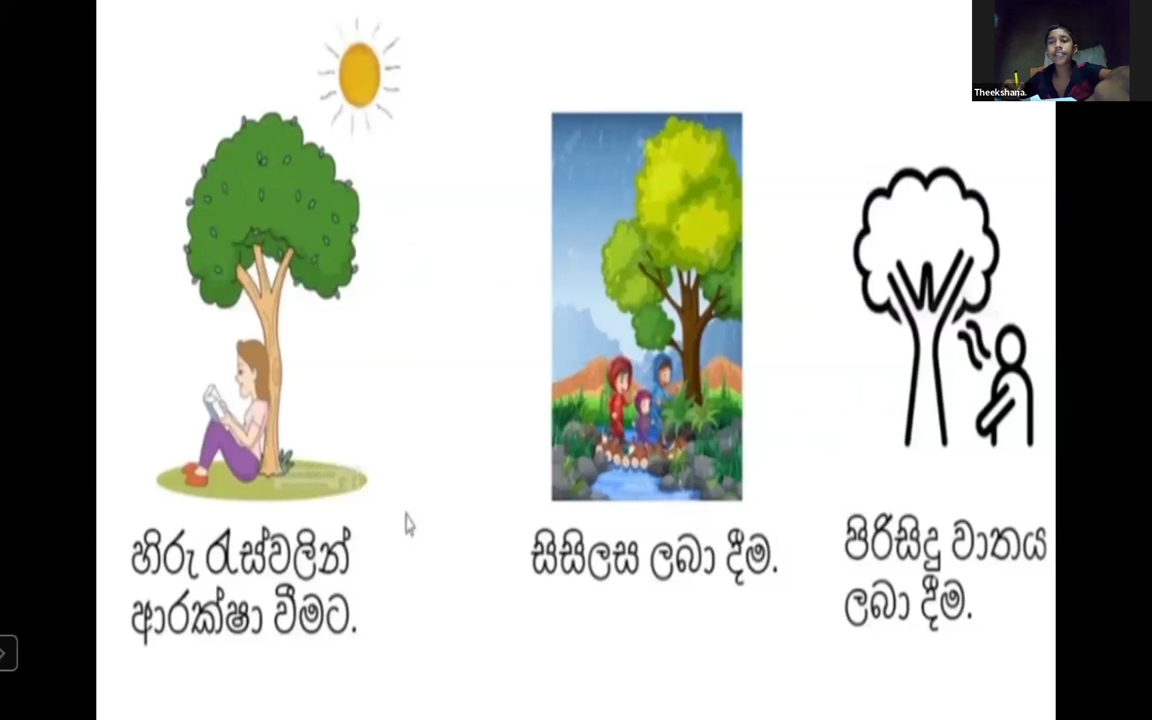 Theekshana.
හිරු රැස්වලින්
ආරක්ෂා වීමට.
සිසිලස ලබා දීම.
පිරිසිදු වාතය
ලබා දීම.